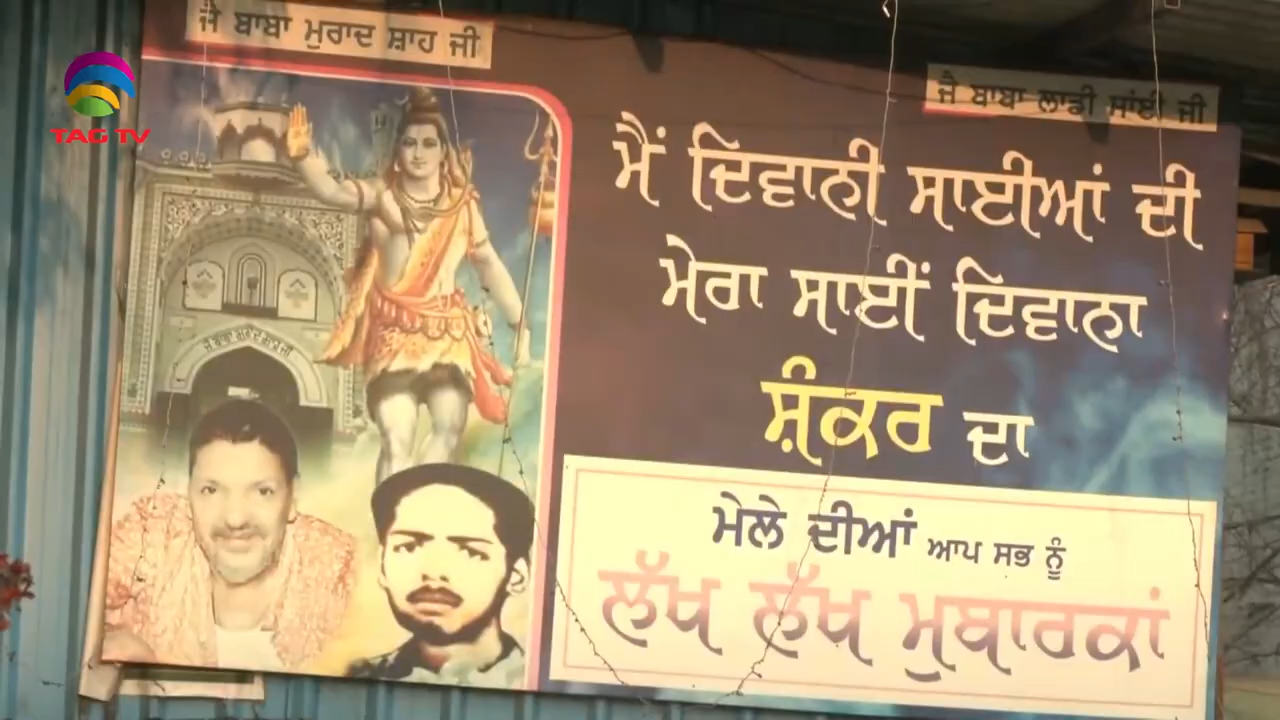 ਜੈ ਬਾਬਾ ਮੁਰਾਦ ਸ਼ਾਹ ਜੀ
TAG TV
ਜੈ ਬਾਬਾ ਲਾਡੀ ਸਾਂਈ ਜੀ
ਮੈਂ ਦਿਵਾਨੀ ਸਾਈਆਂ ਦੀ
ਮੇਰਾ ਸਾਈਂ ਦਿਵਾਨਾ
ਸ਼ੰਕਰ ਦਾ
ਮੇਲੇ ਦੀਆਂ ਆਪ ਸਭ ਨੂੰ
ਲੱਖ ਲੱਖ ਮੁਬਾਰਕਾਂ